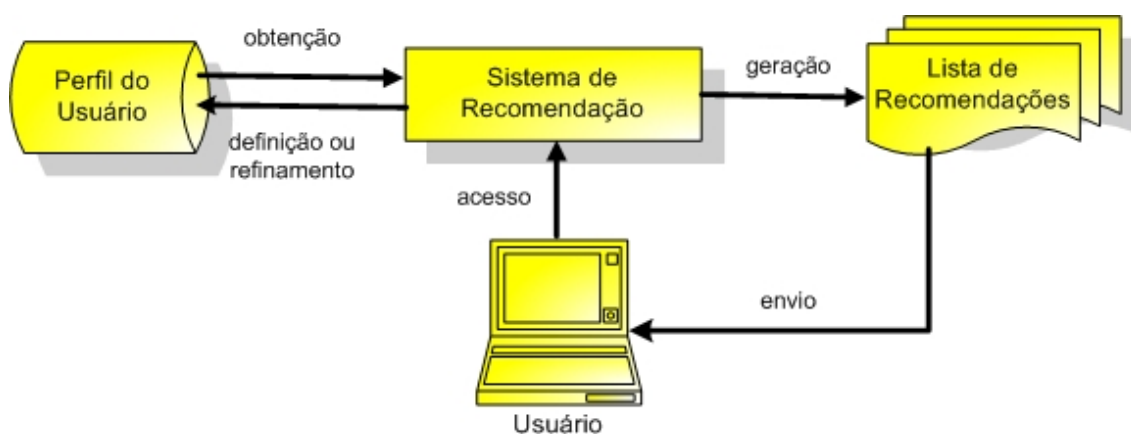 obtenção
Perfil do
Usuário
definição ou
refinamento
Sistema de
Recomendação
geração
Lista de
Recomendações
acesso
envio
Usuário